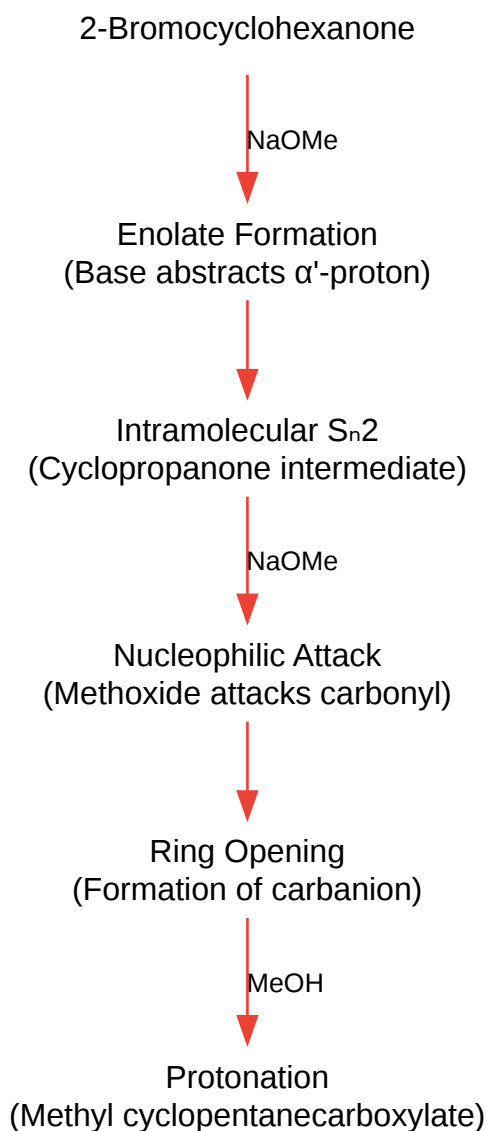 2-Bromocyclohexanone
NaOMe
Enolate Formation
(Base abstracts α'-proton)
Intramolecular Sₙ2
(Cyclopropanone intermediate)
NaOMe
Nucleophilic Attack
(Methoxide attacks carbonyl)
Ring Opening
(Formation of carbanion)
MeOH
Protonation
(Methyl cyclopentanecarboxylate)